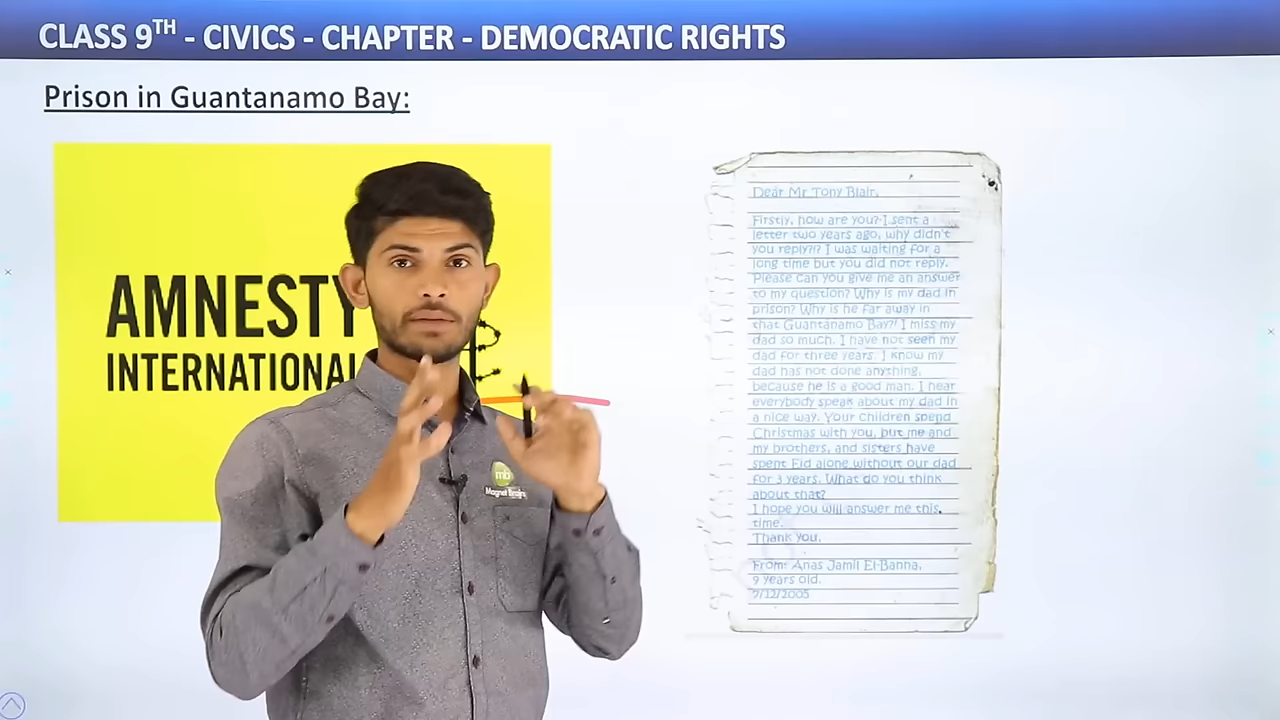 CLASS 9TH - CIVICS - CHAPTER - DEMOCRATIC RIGHTS
Prison in Guantanamo Bay:
AMNESTY
INTERNATIONAL
mb
Magnet Brains
Dear Mr Tony Blair,
Firstly, how are you? I sent a
letter two years ago, why didn't
you reply?!? I was waiting for a
long time but you did not reply.
Please can you give me an answer
to my question? Why is my dad in
prison? Why is he far away in
that Guantanamo Bay?! I miss my
dad so much. I have not seen my
dad for three years. I know my
dad has not done anything,
because he is a good man. I hear
everybody speak about my dad in
a nice way. Your children spend
Christmas with you, but me and
my brothers, and sisters have
spent Eid alone without our dad
for 3 years. What do you think
about that?
I hope you will answer me this
time.
Thank you,
From: Anas Jamil El-Banna,
9 years old.
7/12/2005